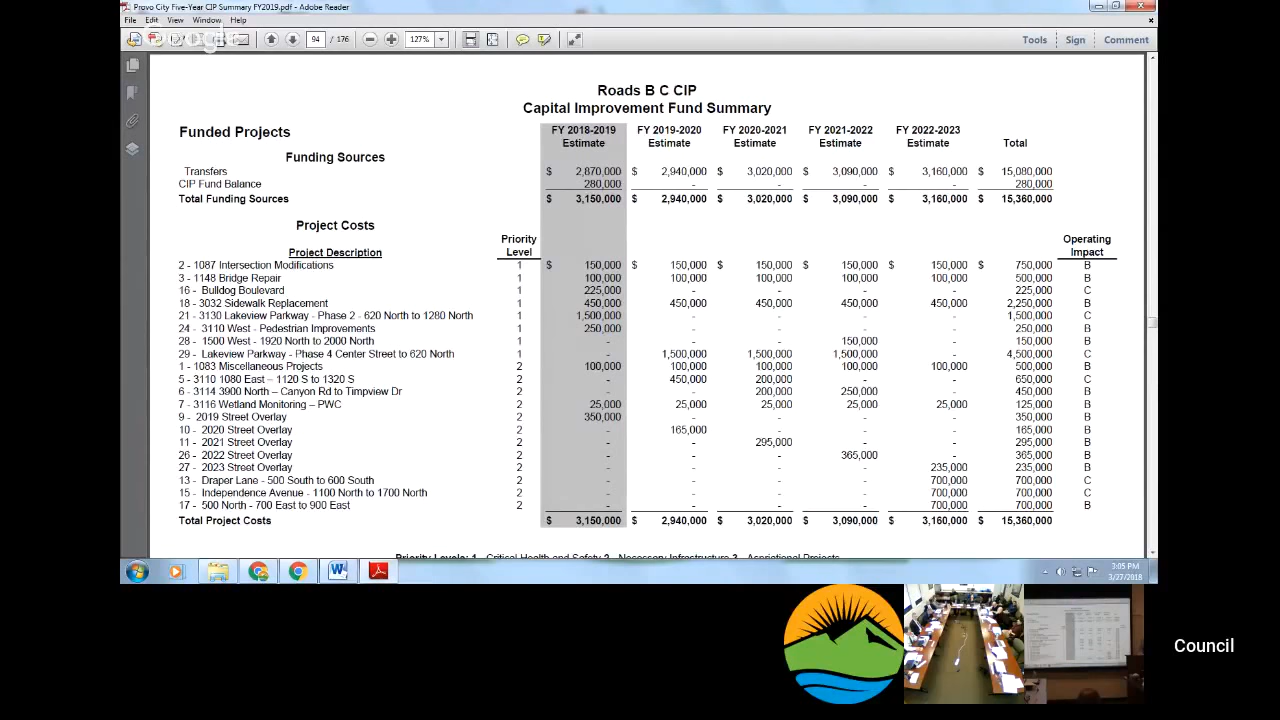 Provo City Five-Year CIP Summary FY2019.pdf - Adobe Reader
File Edit View Window Help
94 / 176 127% Tools Sign Comment
Google
Roads B C CIP
Capital Improvement Fund Summary
Funded Projects FY 2018-2019 Estimate FY 2019-2020 Estimate FY 2020-2021 Estimate FY 2021-2022 Estimate FY 2022-2023 Estimate Total
Funding Sources
Transfers $ 2,870,000 $ 2,940,000 $ 3,020,000 $ 3,090,000 $ 3,160,000 $ 15,080,000
CIP Fund Balance 280,000 - - - - 280,000
Total Funding Sources $ 3,150,000 $ 2,940,000 $ 3,020,000 $ 3,090,000 $ 3,160,000 $ 15,360,000
Project Costs
Project Description Priority Level Operating Impact
2 - 1087 Intersection Modifications 1 $ 150,000 $ 150,000 $ 150,000 $ 150,000 $ 150,000 $ 750,000 B
3 - 1148 Bridge Repair 1 100,000 100,000 100,000 100,000 100,000 500,000 B
16 - Bulldog Boulevard 1 225,000 - - - - 225,000 C
18 - 3032 Sidewalk Replacement 1 450,000 450,000 450,000 450,000 450,000 2,250,000 B
21 - 3130 Lakeview Parkway - Phase 2 - 620 North to 1280 North 1 1,500,000 - - - - 1,500,000 C
24 - 3110 West - Pedestrian Improvements 1 250,000 - - - - 250,000 B
28 - 1500 West - 1920 North to 2000 North 1 - - - 150,000 - 150,000 B
29 - Lakeview Parkway - Phase 4 Center Street to 620 North 1 - 1,500,000 1,500,000 1,500,000 - 4,500,000 C
1 - 1083 Miscellaneous Projects 2 100,000 100,000 100,000 100,000 100,000 500,000 B
5 - 3110 1080 East – 1120 S to 1320 S 2 - 450,000 200,000 - - 650,000 C
6 - 3114 3900 North – Canyon Rd to Timpview Dr 2 - - 200,000 250,000 - 450,000 B
7 - 3116 Wetland Monitoring – PWC 2 25,000 25,000 25,000 25,000 25,000 125,000 B
9 - 2019 Street Overlay 2 350,000 - - - - 350,000 B
10 - 2020 Street Overlay 2 - 165,000 - - - 165,000 B
11 - 2021 Street Overlay 2 - - 295,000 - - 295,000 B
26 - 2022 Street Overlay 2 - - - 365,000 - 365,000 B
27 - 2023 Street Overlay 2 - - - - 235,000 235,000 B
13 - Draper Lane - 500 South to 600 South 2 - - - - 700,000 700,000 C
15 - Independence Avenue - 1100 North to 1700 North 2 - - - - 700,000 700,000 C
17 - 500 North - 700 East to 900 East 2 - - - - 700,000 700,000 B
Total Project Costs $ 3,150,000 $ 2,940,000 $ 3,020,000 $ 3,090,000 $ 3,160,000 $ 15,360,000
Priority Levels: 1 - Critical Health and Safety 2 - Necessary Infrastructure 3 - Aspriational Projects
3:05 PM
3/27/2018
Council